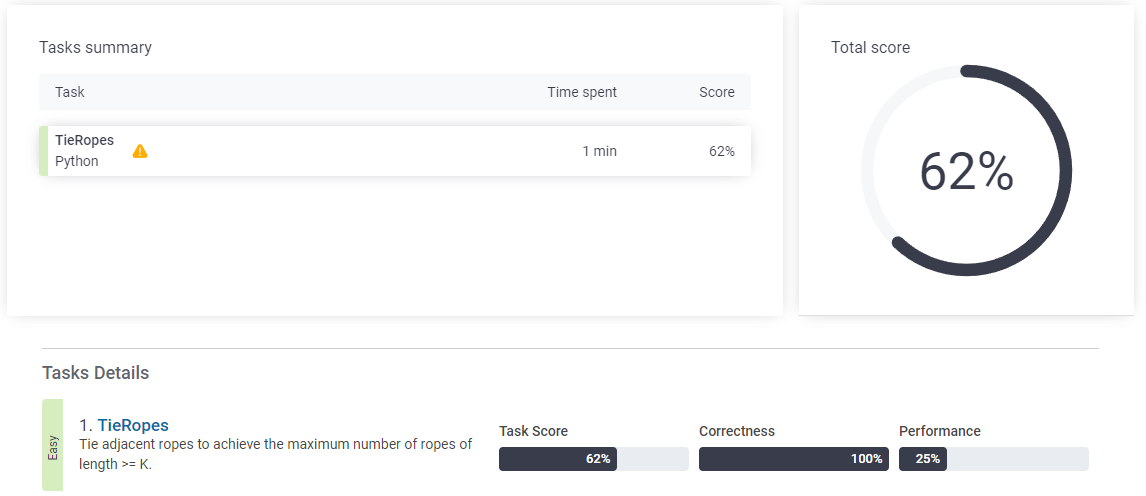 Tasks summary
Total score
Task Time spent Score
TieRopes
Python
1 min 62%
62%
Tasks Details
Easy
1. TieRopes
Tie adjacent ropes to achieve the maximum number of ropes of
length >= K.
Task Score Correctness Performance
62% 100% 25%